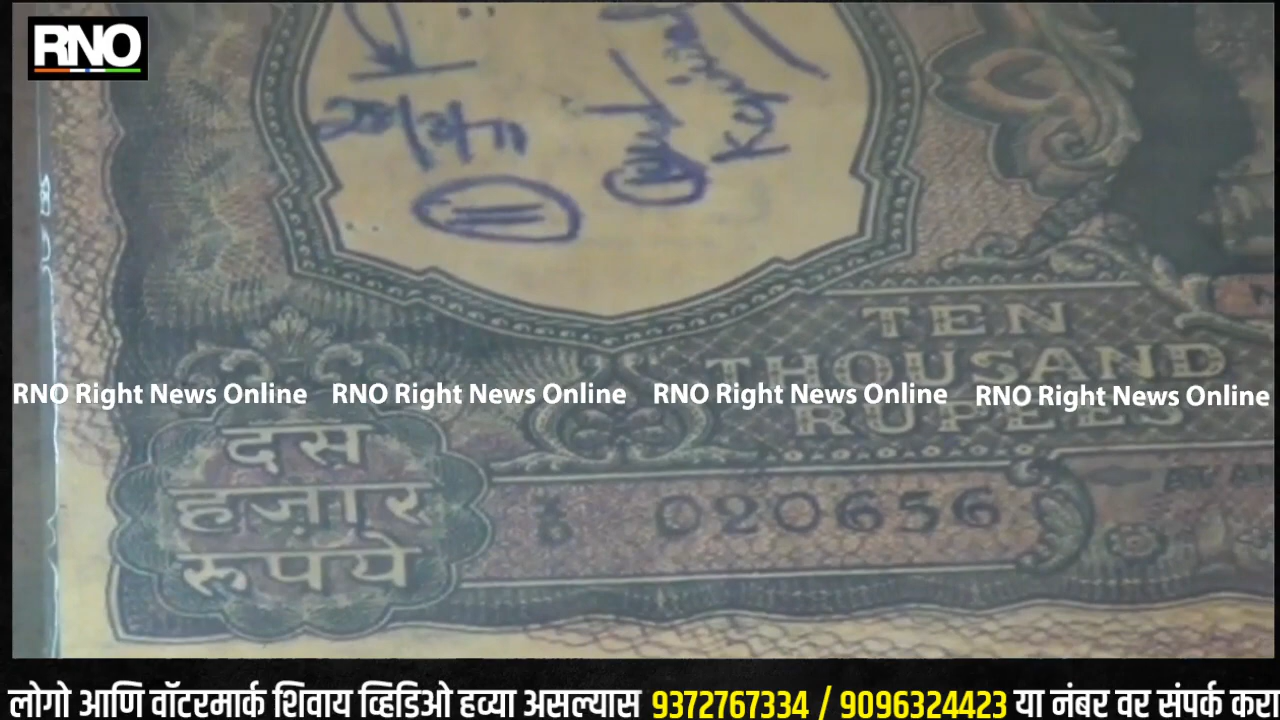 RNO
TEN
THOUSAND
RUPEES
RNO Right News Online RNO Right News Online RNO Right News Online RNO Right News Online
दस
हज़ार
रूपये
020656
लोगो आणि वॉटरमार्क शिवाय व्हिडिओ हव्या असल्यास 9372767334 / 9096324423 या नंबर वर संपर्क करा